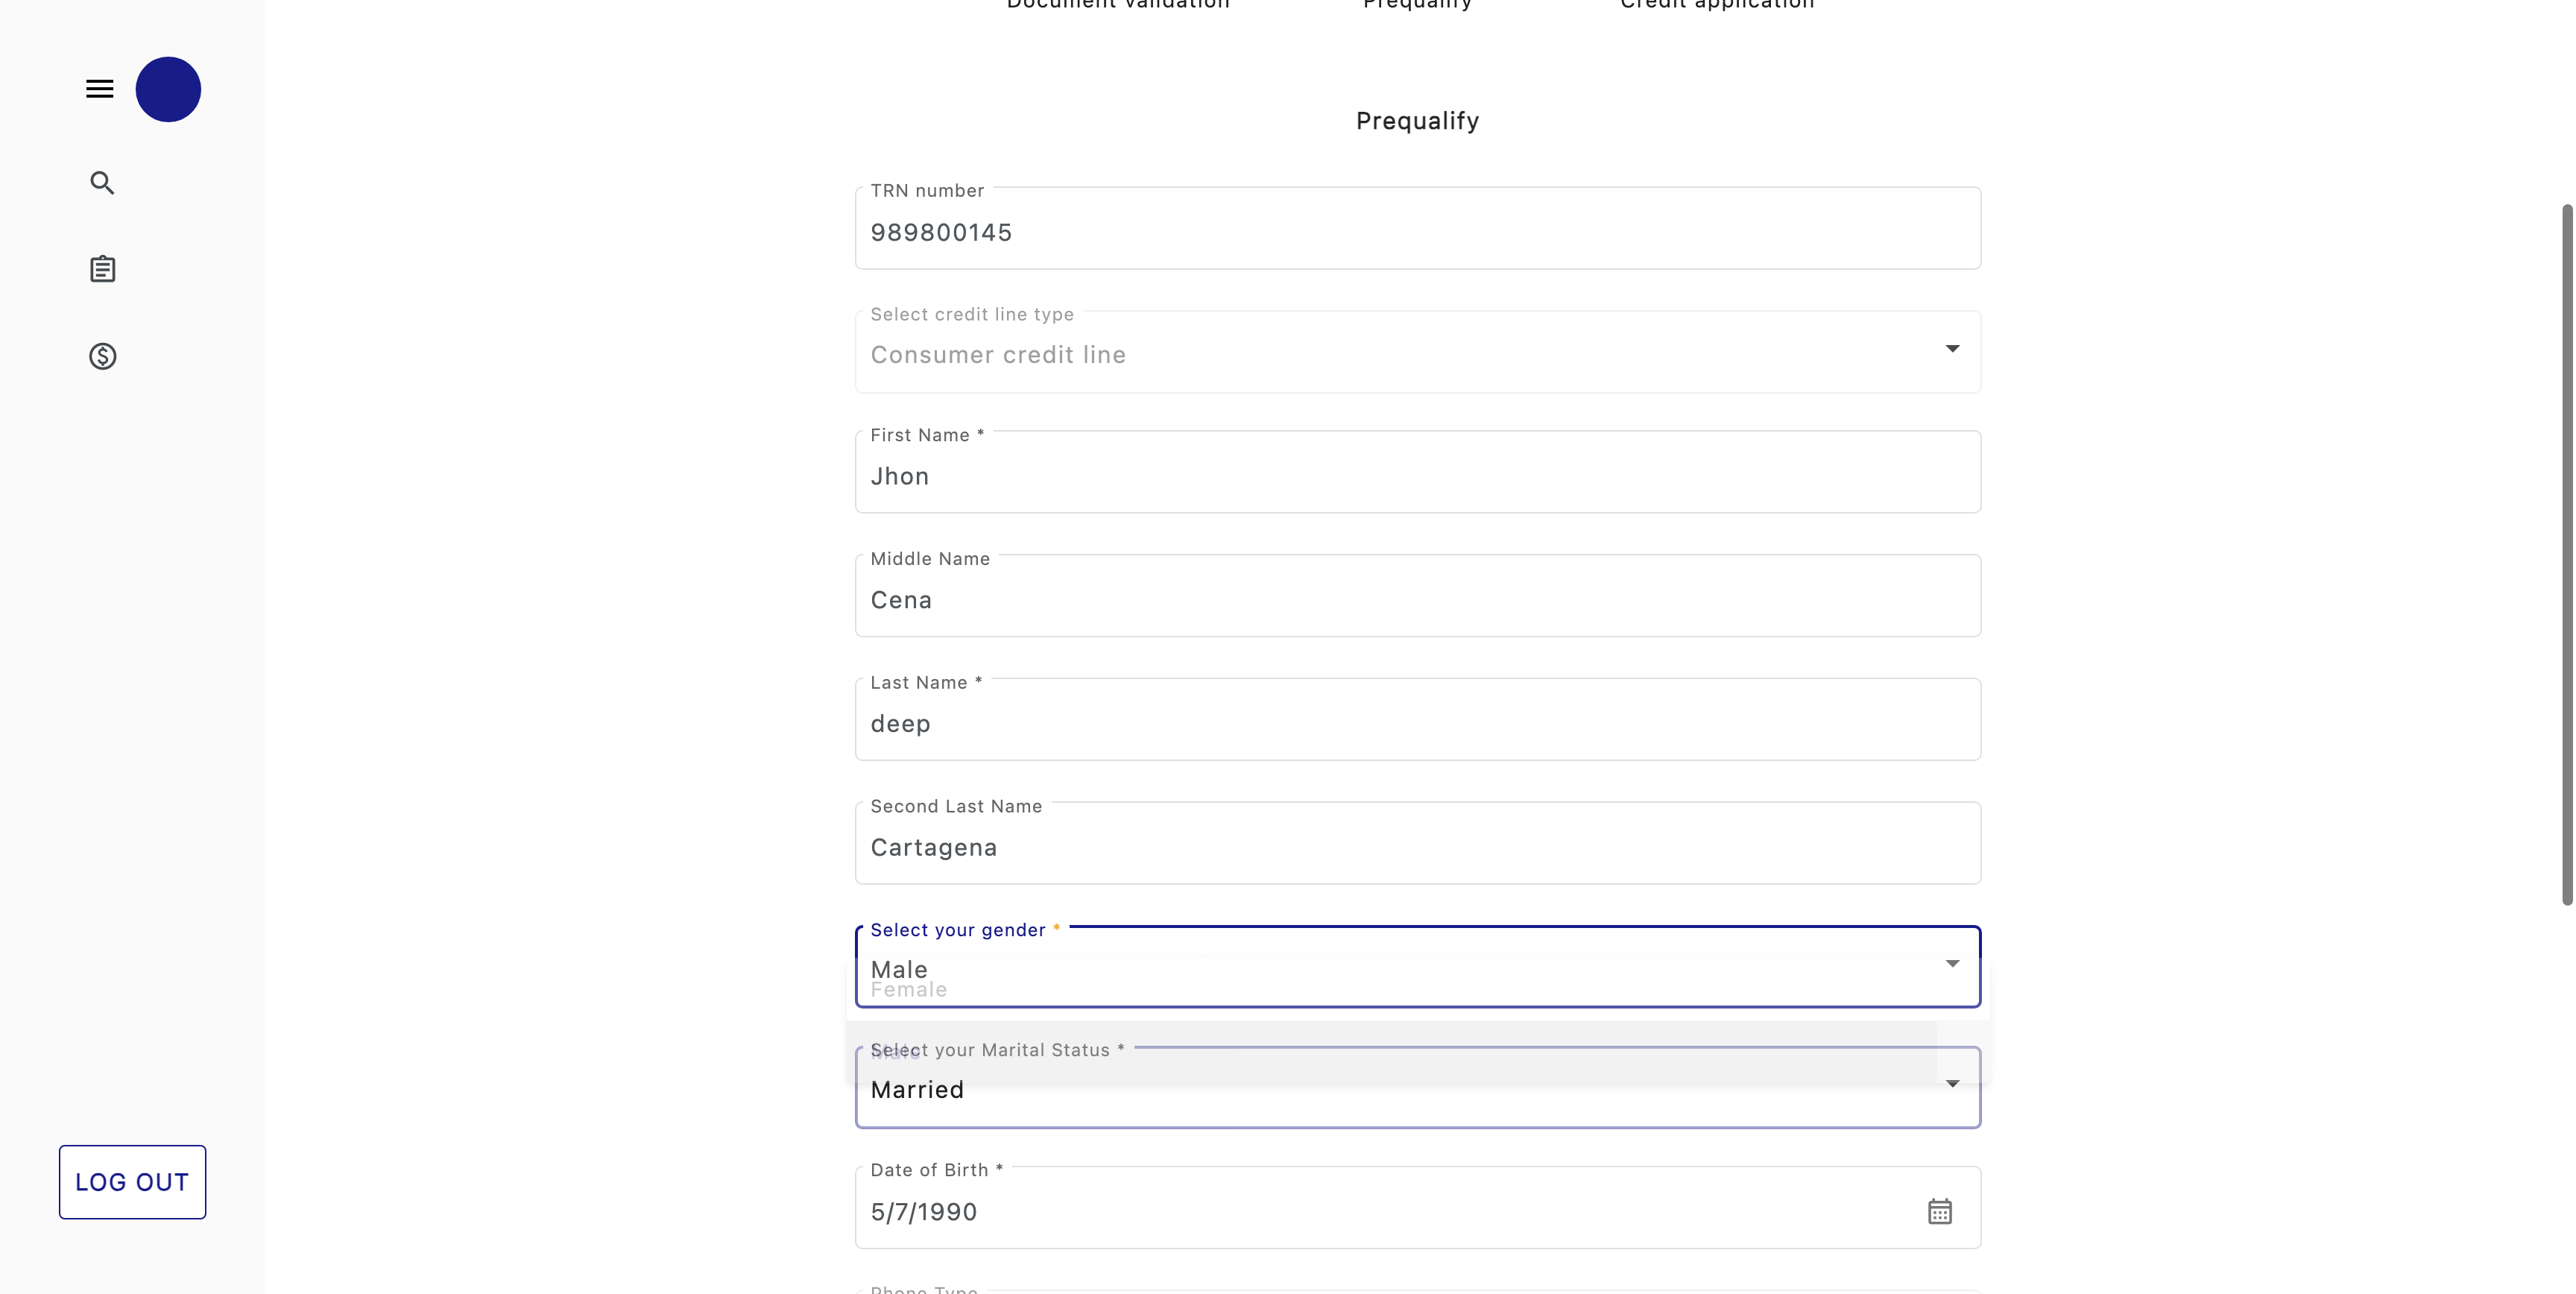 Document validation
Prequalify
Credit application
Prequalify
TRN number
989800145
Select credit line type
Consumer credit line
First Name *
Jhon
Middle Name
Cena
Last Name *
deep
Second Last Name
Cartagena
Select your gender *
Male
Female
Male
Select your Marital Status *
Married
Date of Birth *
5/7/1990
Phone Type
LOG OUT